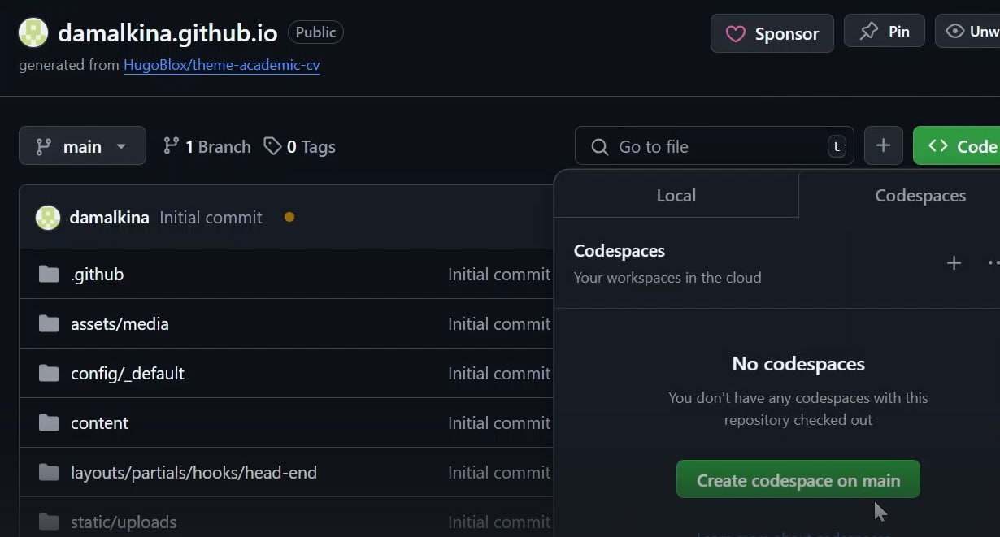 damalkina.github.io Public
Sponsor
Pin
Unw
generated from HugoBlox/theme-academic-cv
main
1 Branch
0 Tags
Go to file
t
Code
Local
Codespaces
damalkina Initial commit
Codespaces
Your workspaces in the cloud
.github Initial commit
assets/media Initial commit
config/_default Initial commit
content Initial commit
layouts/partials/hooks/head-end Initial commit
static/uploads Initial commit
No codespaces
You don't have any codespaces with this
repository checked out
Create codespace on main